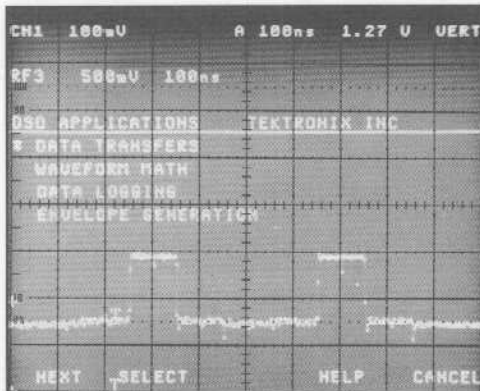 CH1 100mV A 100ns 1.27 V VERT
RF3 500mV 100ns
DSO APPLICATIONS TEKTRONIX INC
* DATA TRANSFERS
WAVEFORM MATH
DATA LOGGING
ENVELOPE GENERATION
NEXT SELECT HELP CANCEL